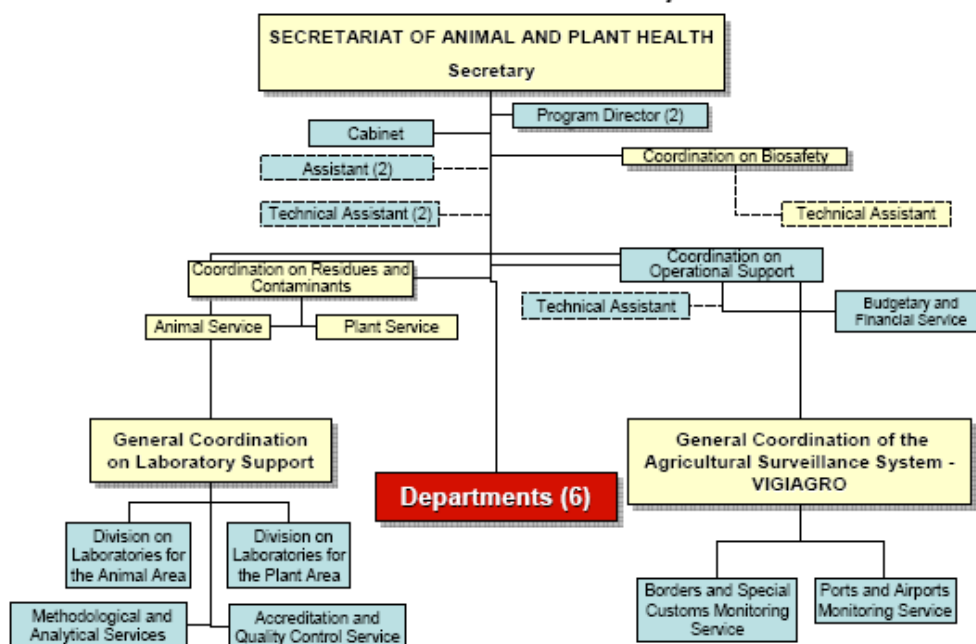 SECRETARIAT OF ANIMAL AND PLANT HEALTH
Secretary
Program Director (2)
Cabinet
Coordination on Biosafety
Assistant (2)
Technical Assistant (2)
Technical Assistant
Coordination on
Operational Support
Coordination on Residues and
Contaminants
Technical Assistant
Budgetary and
Financial Service
Animal Service
Plant Service
General Coordination
on Laboratory Support
General Coordination of the
Agricultural Surveillance System -
VIGIAGRO
Departments (6)
Division on
Laboratories for
the Animal Area
Division on
Laboratories for
the Plant Area
Borders and Special
Customs Monitoring
Service
Ports and Airports
Monitoring Service
Methodological and
Analytical Services
Accreditation and
Quality Control Service